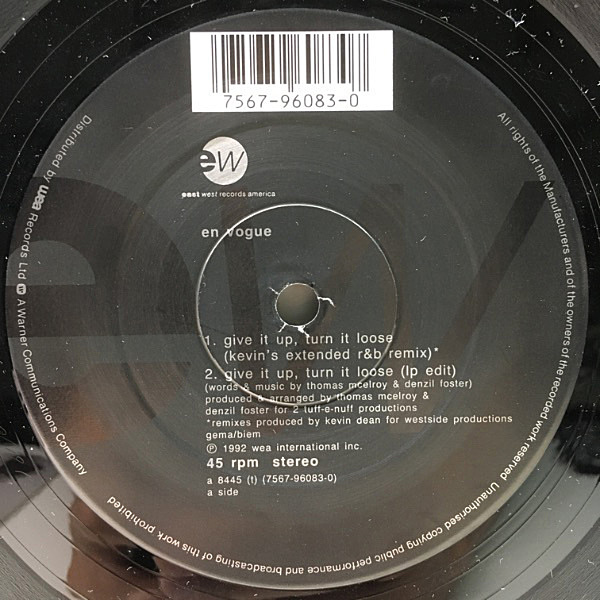 7567-96083-0
ew
east west records america
en vogue
1. give it up, turn it loose
(kevin's extended r&b remix)*
2. give it up, turn it loose (lp edit)
(words & music by thomas mcelroy & denzil foster)
produced & arranged by thomas mcelroy &
denzil foster for 2 tuff-e-nuff productions
*remixes produced by kevin dean for westside productions
gema/biem
℗ 1992 wea international inc.
45 rpm stereo
a 8445 (t) (7567-96083-0)
a side
Distributed by wea Records Ltd. A Warner Communications Company
All rights of the Manufacturers and of the owners of the recorded work reserved Unauthorised copying public performance and broadcasting of this work prohibited